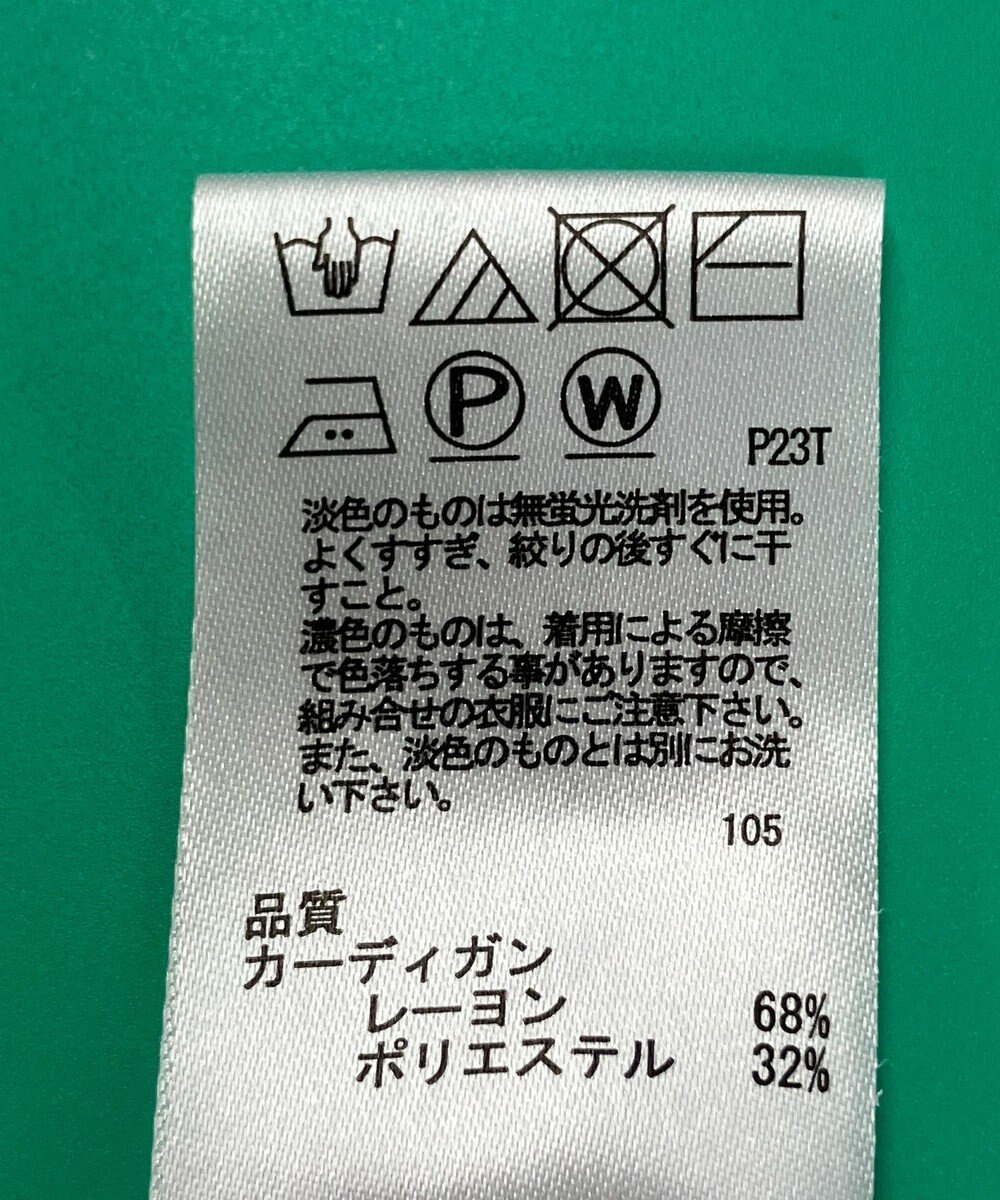 P W P23T
淡色のものは無蛍光洗剤を使用。
よくすすぎ、絞りの後すぐに干
すこと。
濃色のものは、着用による摩擦
で色落ちする事がありますので、
組み合せの衣服にご注意下さい。
また、淡色のものとは別にお洗
い下さい。
105
品質
カーディガン
レーヨン 68%
ポリエステル 32%